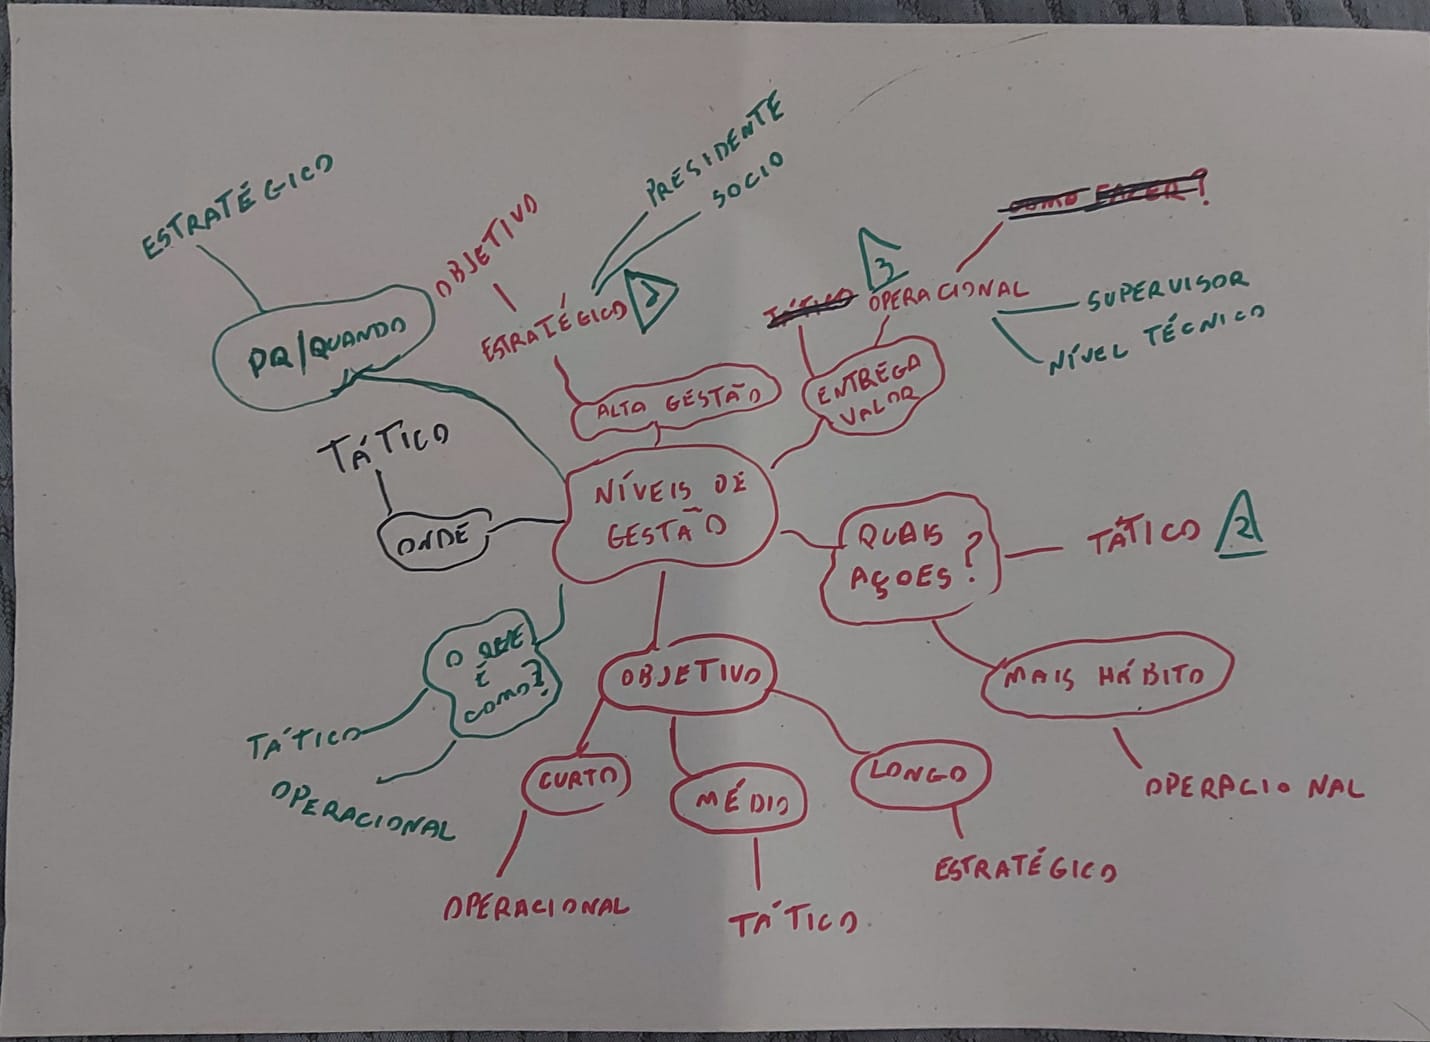 PRESIDENTE
SOCIO
ESTRATÉGICO
OBJETIVO
COMO FAZER?
3
TÁTICO OPERACIONAL
SUPERVISOR
NÍVEL TÉCNICO
ESTRATÉGICO
PQ/QUANDO
ENTREGA
VALOR
ALTA GESTÃO
TÁTICO
NÍVEIS DE
GESTÃO
ONDE
QUAIS
AÇOES?
TÁTICO 2
O QUE
É
COMO?
OBJETIVO
MAIS HÁBITO
TÁTICO
OPERACIONAL
CURTO
MÉDIO
LONGO
OPERACIONAL
ESTRATÉGICO
OPERACIONAL
TÁTICO